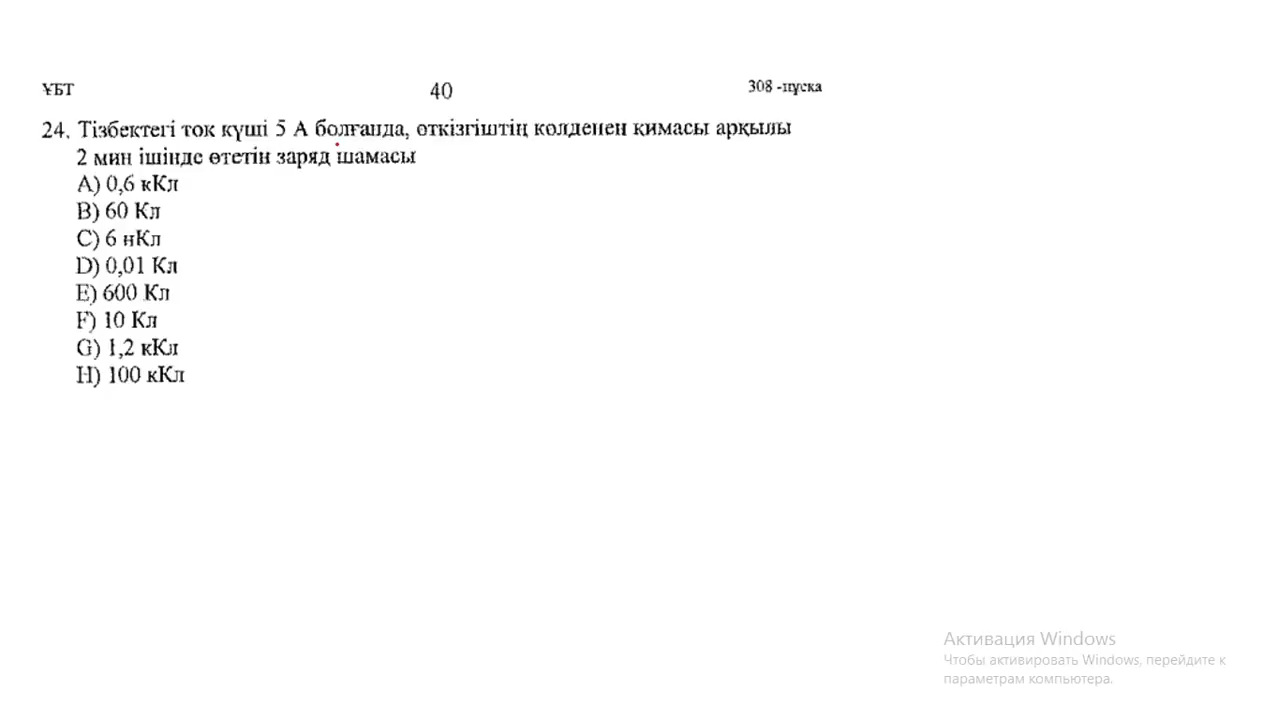 ҰБТ 40 308 -нұсқа
24. Тізбектегі ток күші 5 А болғанда, өткізгіштің көлденең қимасы арқылы
2 мин ішінде өтетін заряд шамасы
A) 0,6 кКл
B) 60 Кл
C) 6 нКл
D) 0,01 Кл
E) 600 Кл
F) 10 Кл
G) 1,2 кКл
H) 100 кКл
Активация Windows
Чтобы активировать Windows, перейдите к
параметрам компьютера.